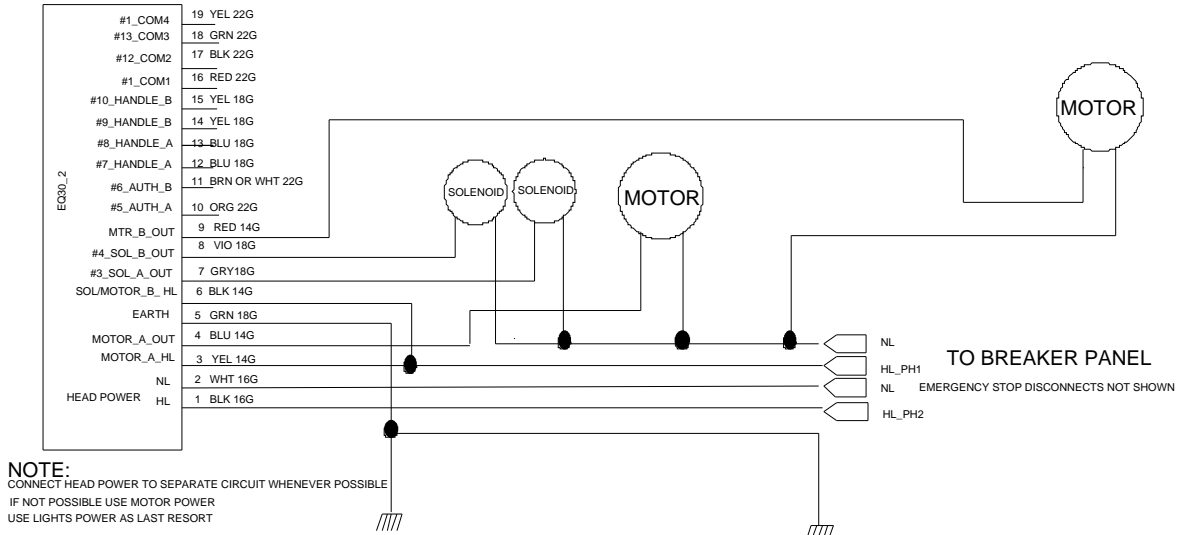 #1_COM4 19 YEL 22G
#13_COM3 18 GRN 22G
#12_COM2 17 BLK 22G
#1_COM1 16 RED 22G
#10_HANDLE_B 15 YEL 18G
#9_HANDLE_B 14 YEL 18G
#8_HANDLE_A 13 BLU 18G
#7_HANDLE_A 12 BLU 18G
#6_AUTH_B 11 BRN OR WHT 22G
#5_AUTH_A 10 ORG 22G
MTR_B_OUT 9 RED 14G
#4_SOL_B_OUT 8 VIO 18G
#3_SOL_A_OUT 7 GRY18G
SOL/MOTOR_B_ HL 6 BLK 14G
EARTH 5 GRN 18G
MOTOR_A_OUT 4 BLU 14G
MOTOR_A_HL 3 YEL 14G
NL 2 WHT 16G
HEAD POWER HL 1 BLK 16G
EQ30_2
SOLENOID
SOLENOID
MOTOR
MOTOR
NL
HL_PH1
NL
HL_PH2
TO BREAKER PANEL
EMERGENCY STOP DISCONNECTS NOT SHOWN
NOTE:
CONNECT HEAD POWER TO SEPARATE CIRCUIT WHENEVER POSSIBLE
IF NOT POSSIBLE USE MOTOR POWER
USE LIGHTS POWER AS LAST RESORT